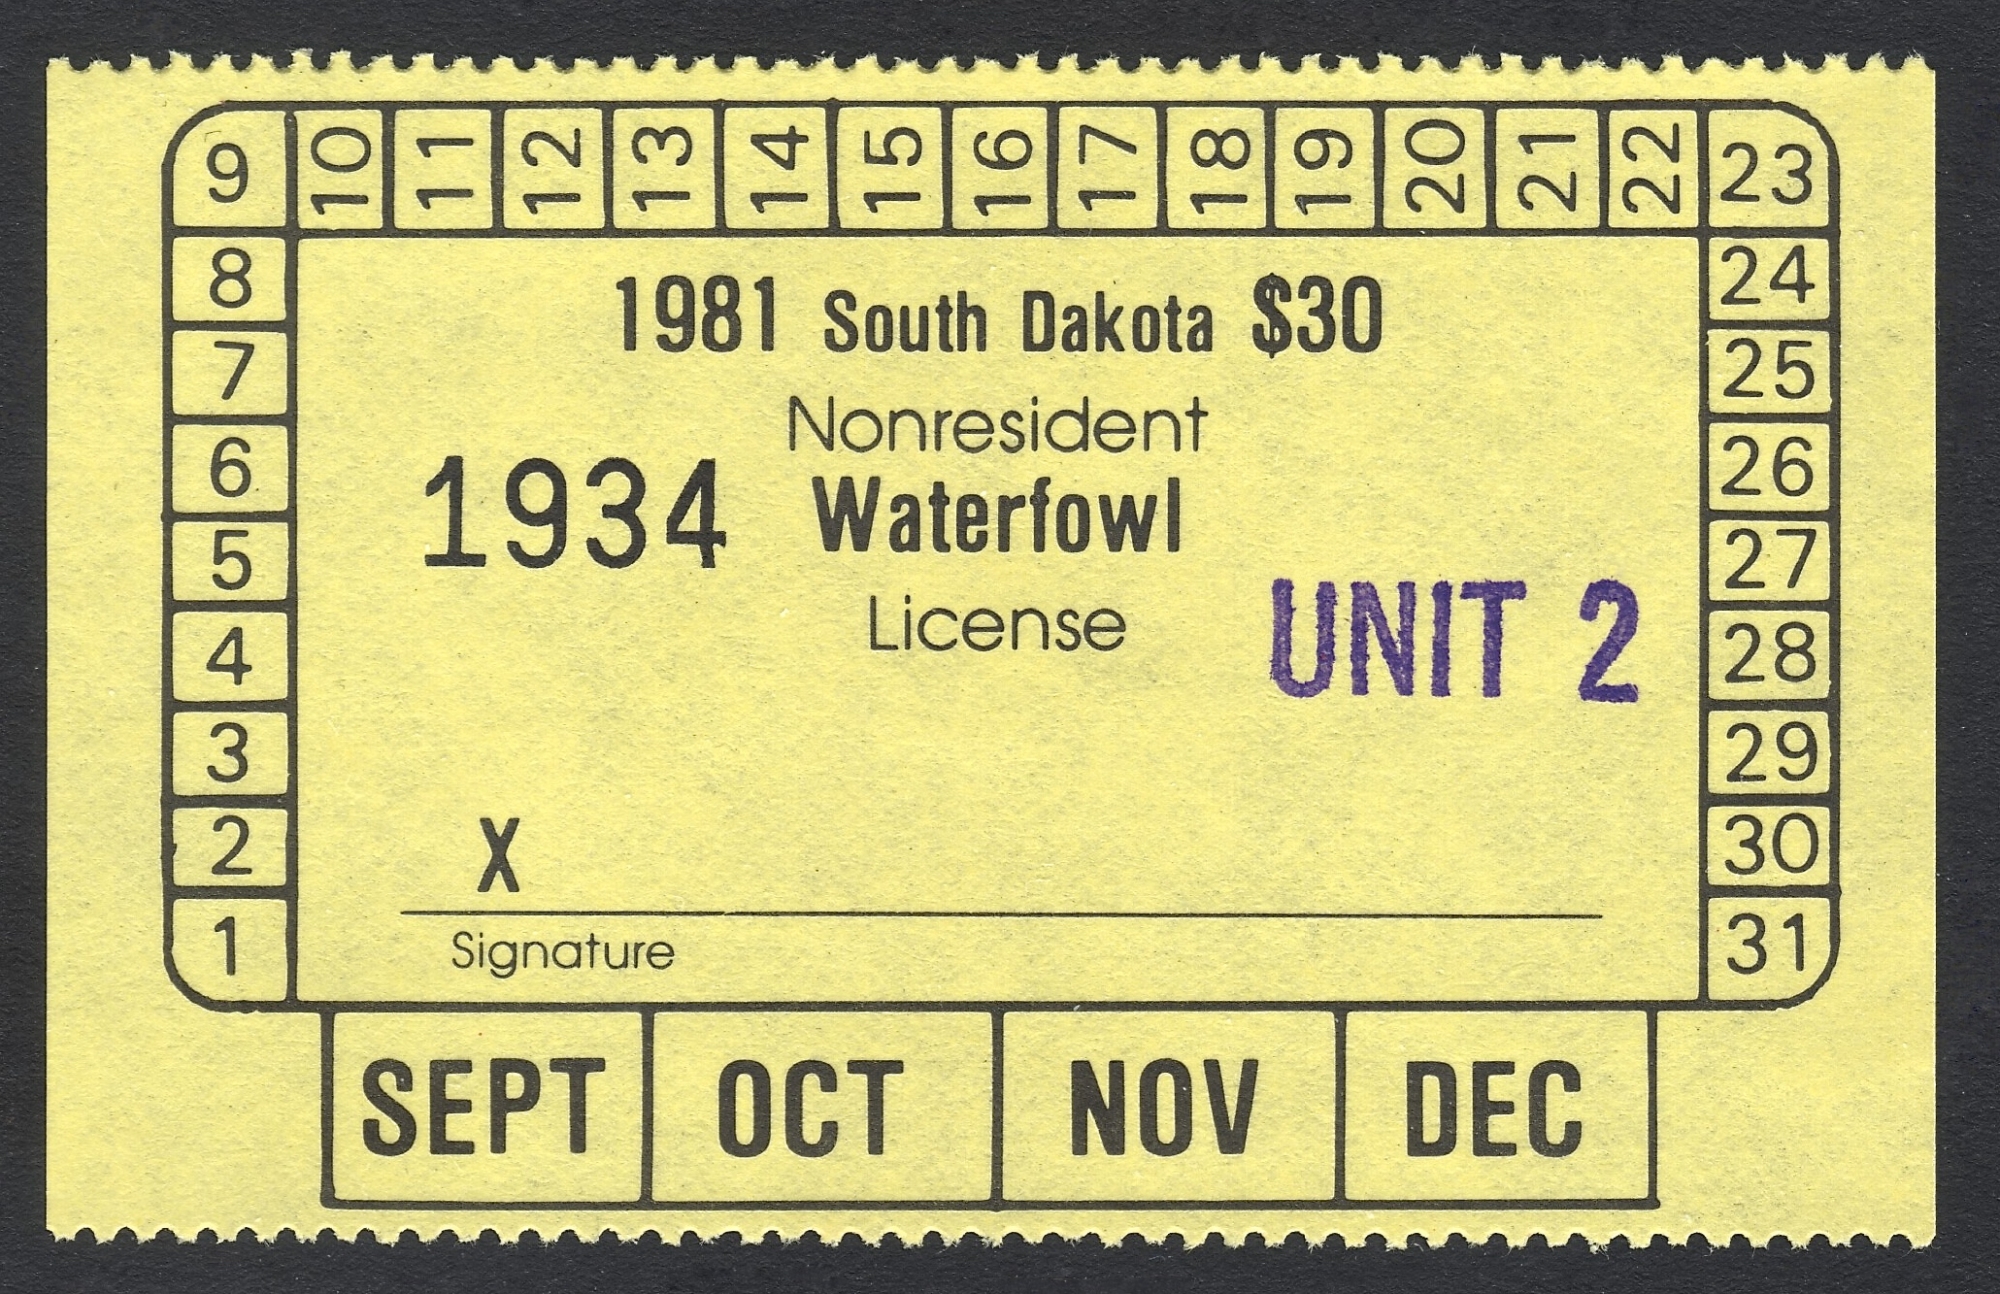 9 10 11 12 13 14 15 16 17 18 19 20 21 22 23
8 24
7 25
6 26
5 27
4 28
3 29
2 30
1 31
1981 South Dakota $30
Nonresident
1934 Waterfowl
License
UNIT 2
X
Signature
SEPT OCT NOV DEC